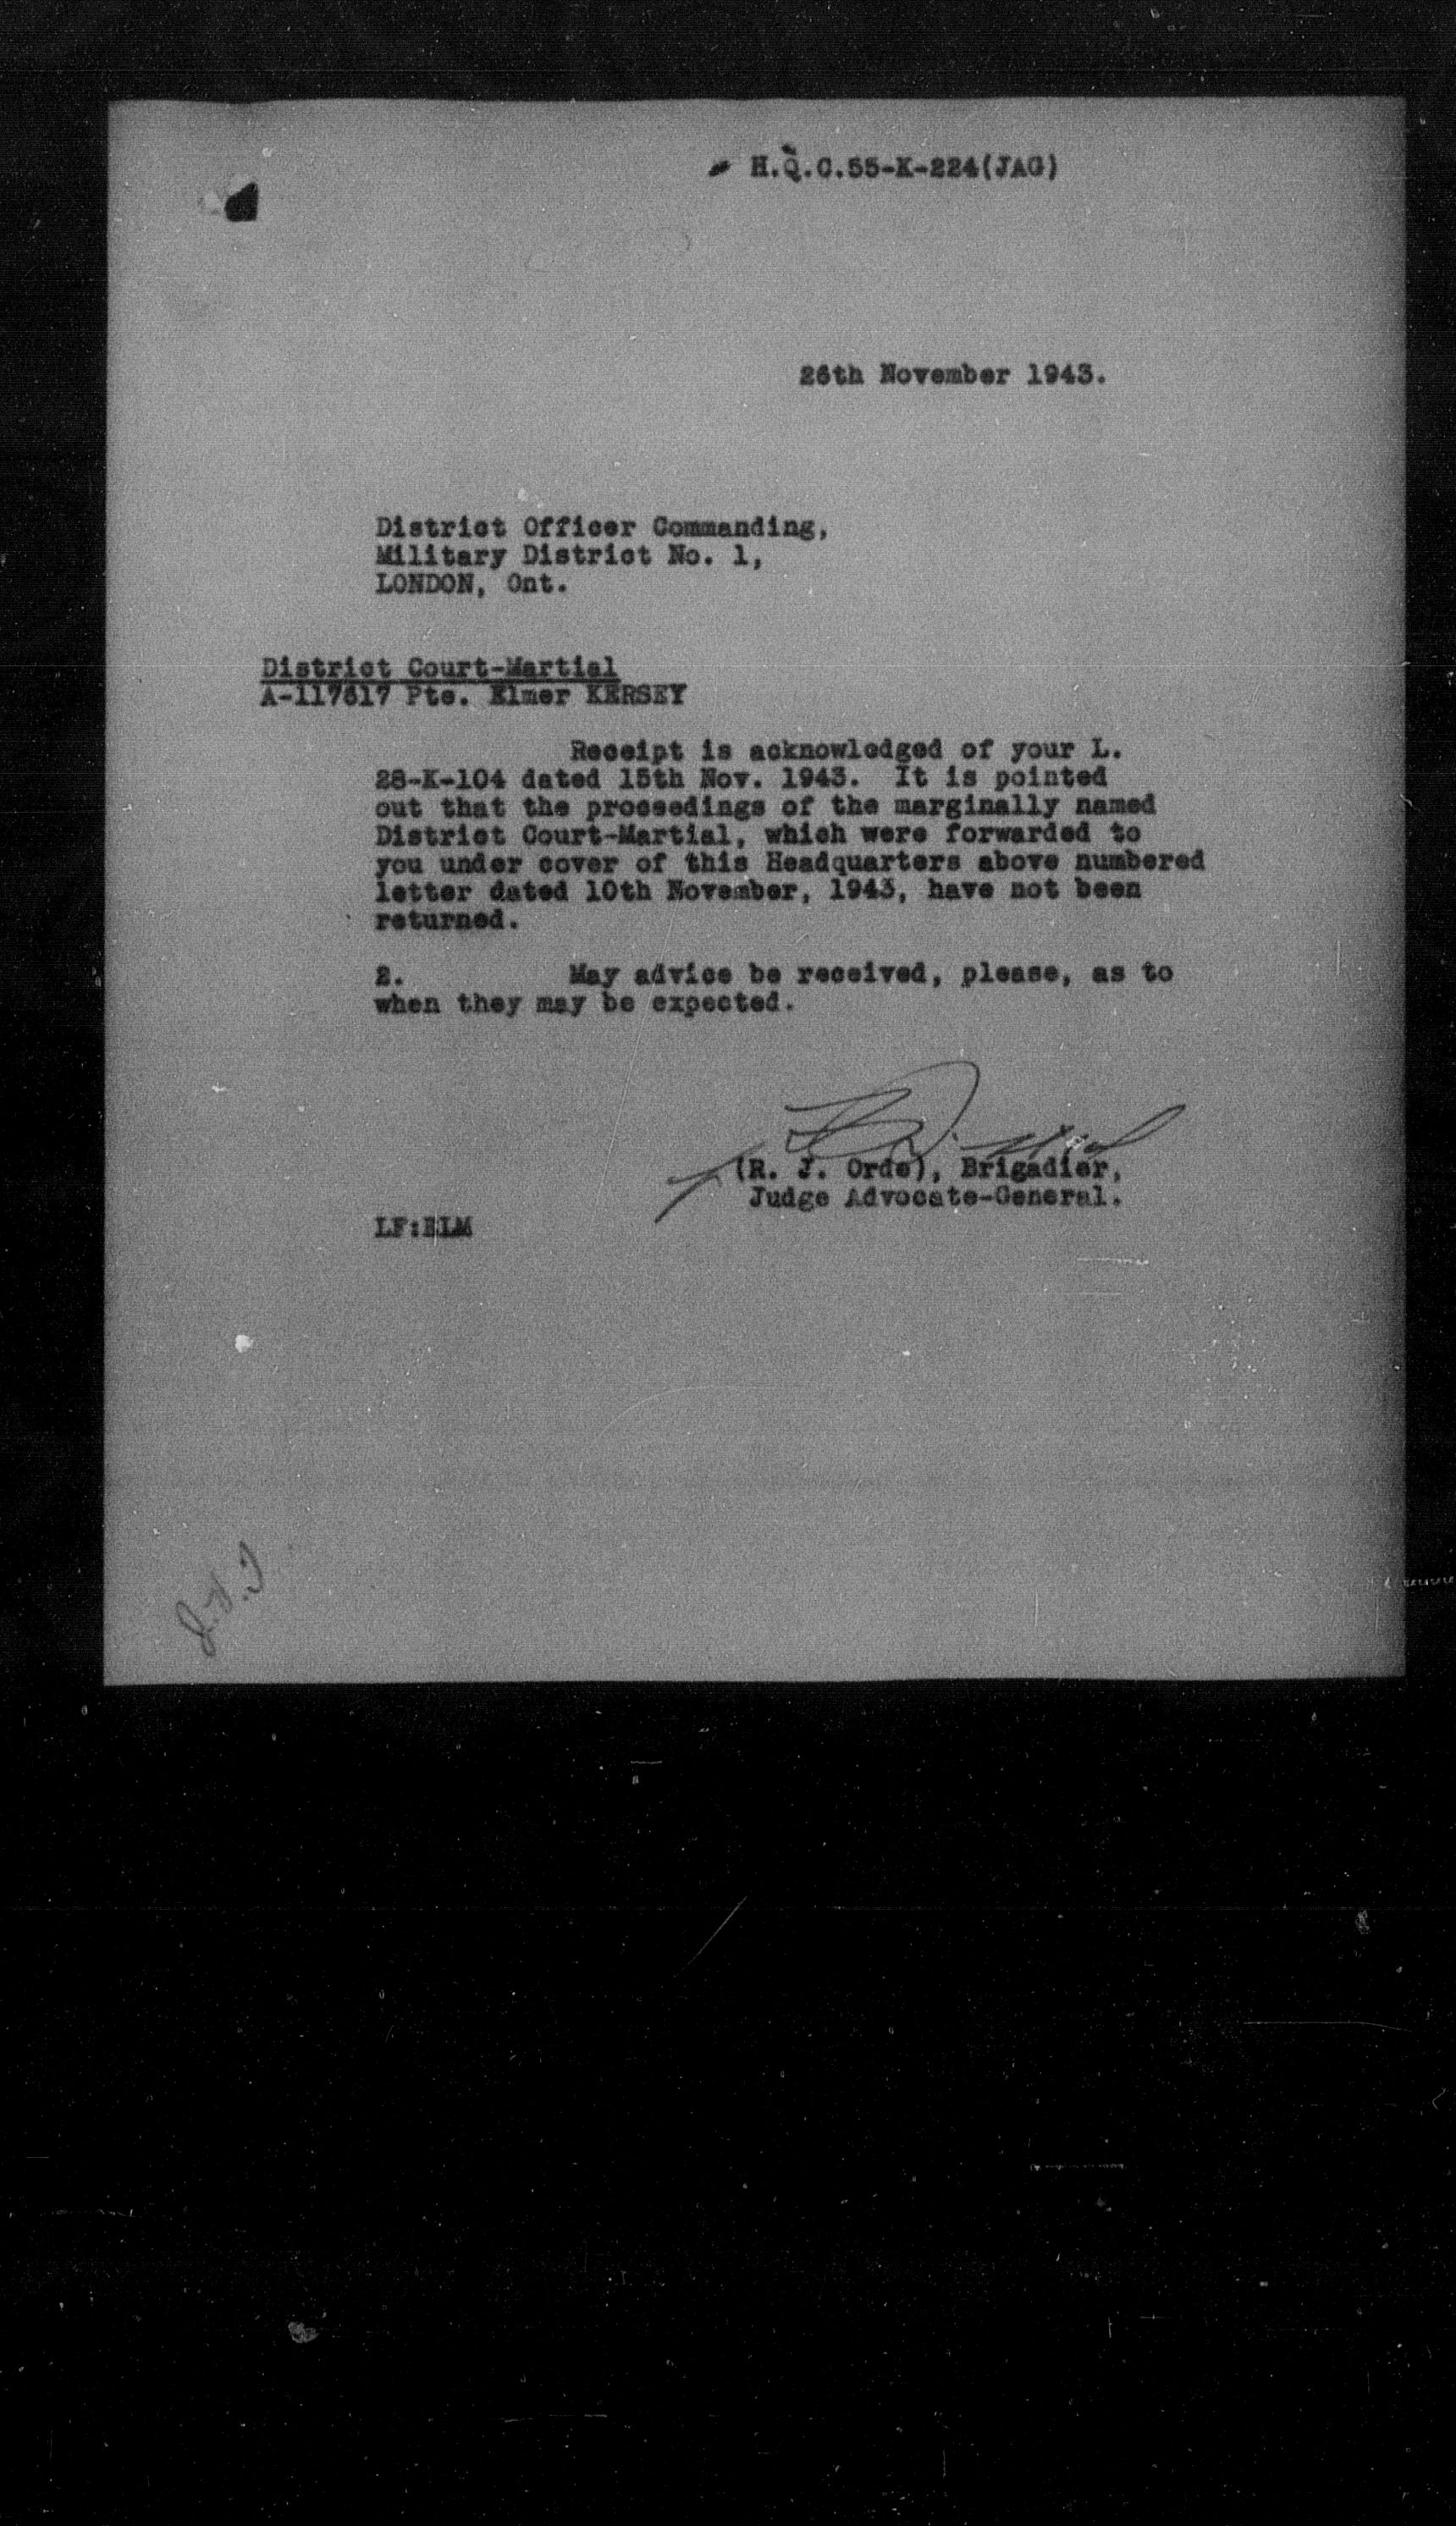 H.Q.C.55-K-224(JAG)
26th November 1943.
District Officer Commanding,
Military District No. 1,
LONDON, Ont.
District Court-Martial
A-117617 Pte. Elmer KERSEY
Receipt is acknowledged of your L.
28-K-104 dated 15th Nov. 1943. It is pointed
out that the proceedings of the marginally named
District Court-Martial, which were forwarded to
you under cover of this Headquarters above numbered
letter dated 10th November, 1943, have not been
returned.
2. May advice be received, please, as to
when they may be expected.
(R. J. Orde), Brigadier,
Judge Advocate-General.
LF:ELM